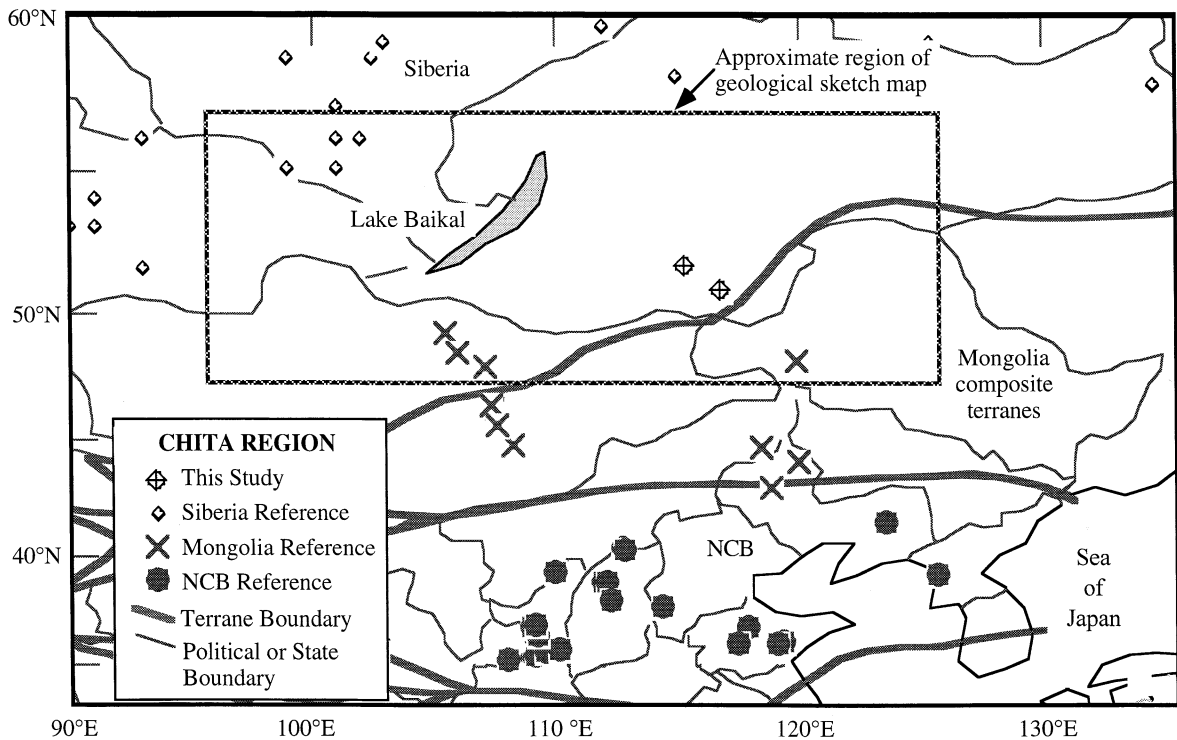 60°N
Siberia
Approximate region of
geological sketch map
Lake Baikal
50°N
Mongolia
composite
terranes
CHITA REGION
This Study
Siberia Reference
Mongolia Reference
NCB Reference
Terrane Boundary
Political or State
Boundary
40°N
NCB
Sea
of
Japan
90°E
100°E
110 °E
120°E
130°E